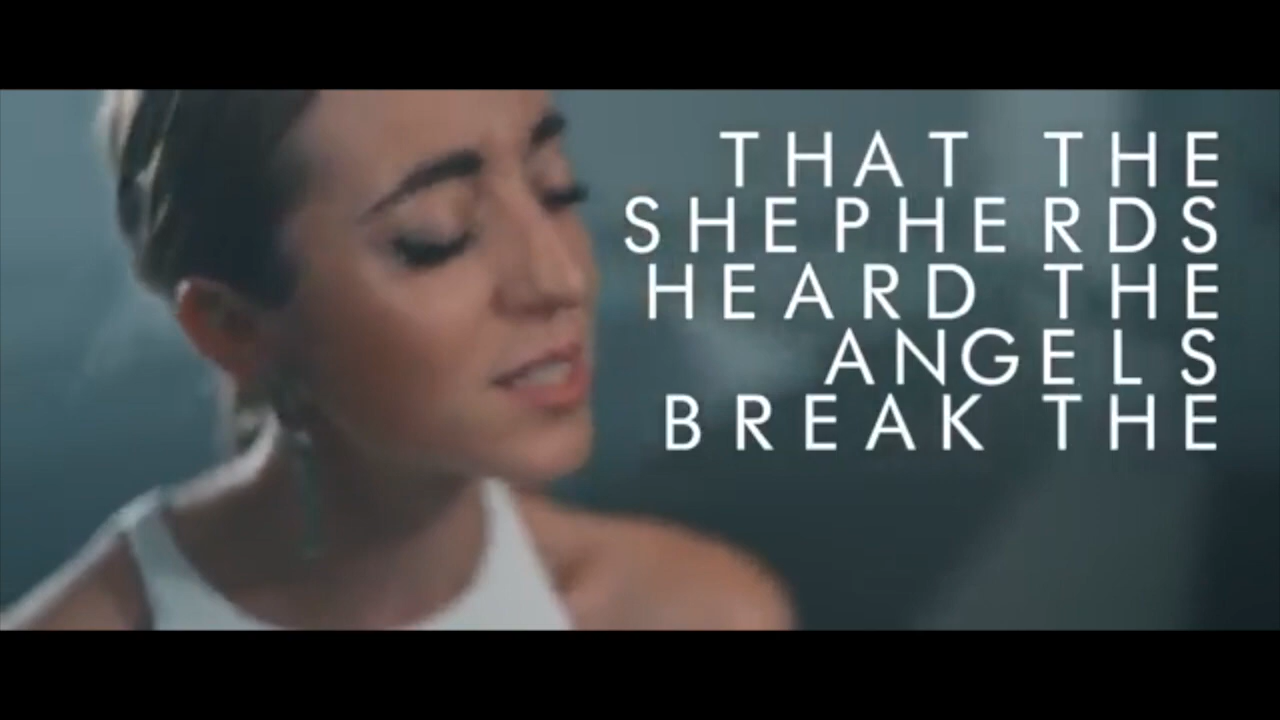 THAT THE
SHEPHERDS
HEARD THE
ANGELS
BREAK THE